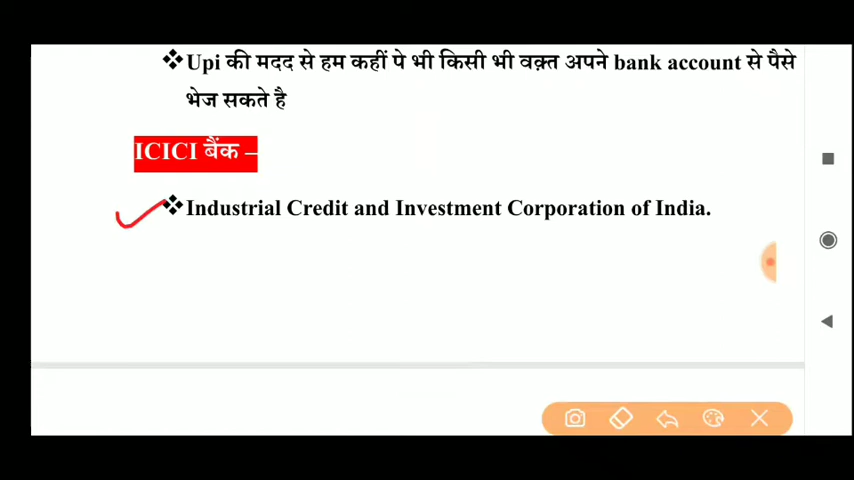 ❖Upi की मदद से हम कहीं पे भी किसी भी वक़्त अपने bank account से पैसे
भेज सकते है
ICICI बैंक –
❖Industrial Credit and Investment Corporation of India.